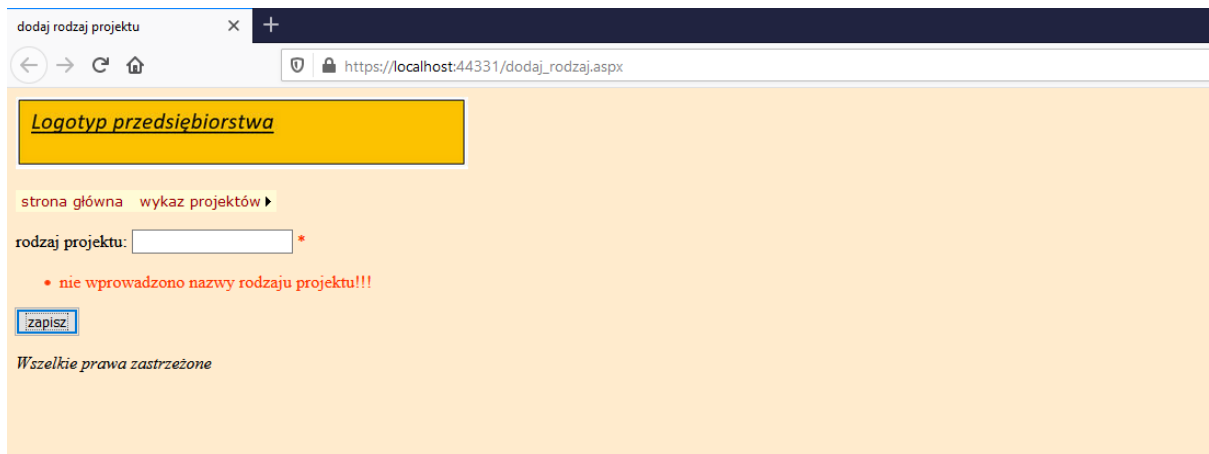 dodaj rodzaj projektu
https://localhost:44331/dodaj_rodzaj.aspx
Logotyp przedsiębiorstwa
strona główna wykaz projektów
rodzaj projektu: *
• nie wprowadzono nazwy rodzaju projektu!!!
zapisz
Wszelkie prawa zastrzeżone